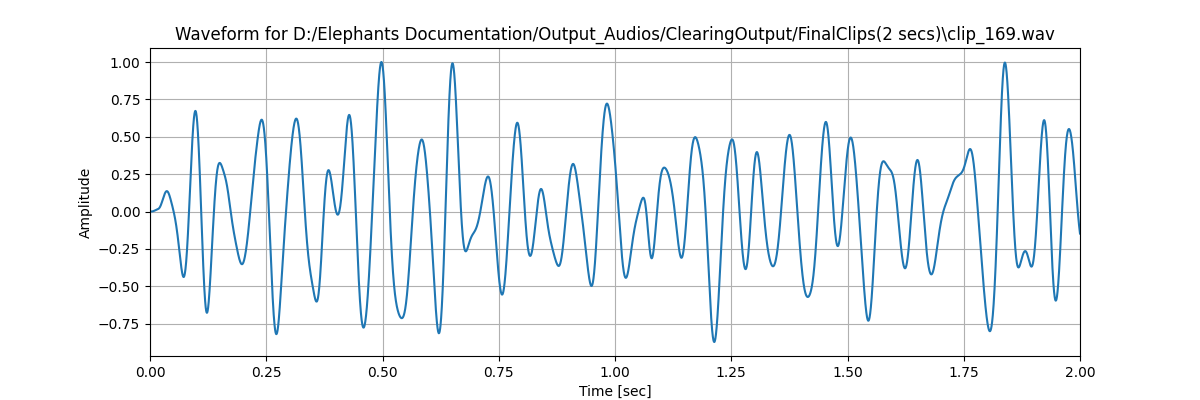 Waveform for D:/Elephants Documentation/Output_Audios/ClearingOutput/FinalClips(2 secs)\clip_169.wav
1.00
0.75
0.50
0.25
0.00
−0.25
−0.50
−0.75
Amplitude
0.00 0.25 0.50 0.75 1.00 1.25 1.50 1.75 2.00
Time [sec]